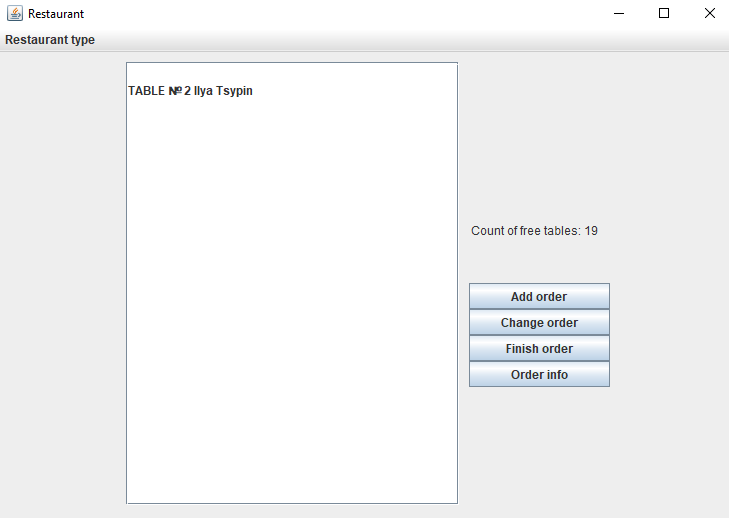 Restaurant
Restaurant type
TABLE № 2 Ilya Tsypin
Count of free tables: 19
Add order
Change order
Finish order
Order info